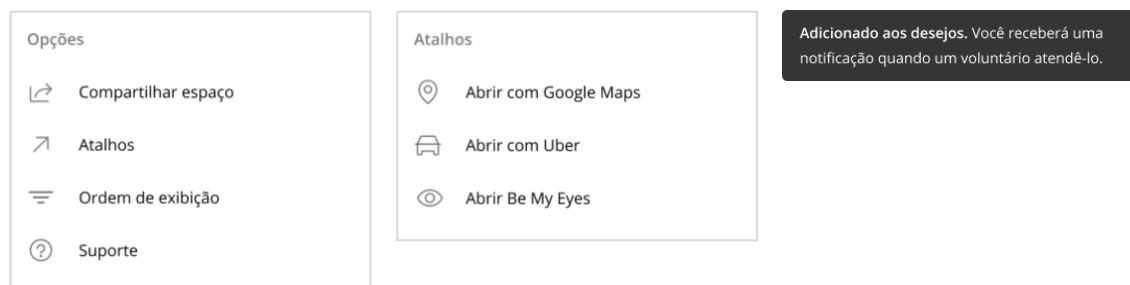 Opções
Compartilhar espaço
Atalhos
Ordem de exibição
Suporte
Atalhos
Abrir com Google Maps
Abrir com Uber
Abrir Be My Eyes
Adicionado aos desejos. Você receberá uma
notificação quando um voluntário atendê-lo.